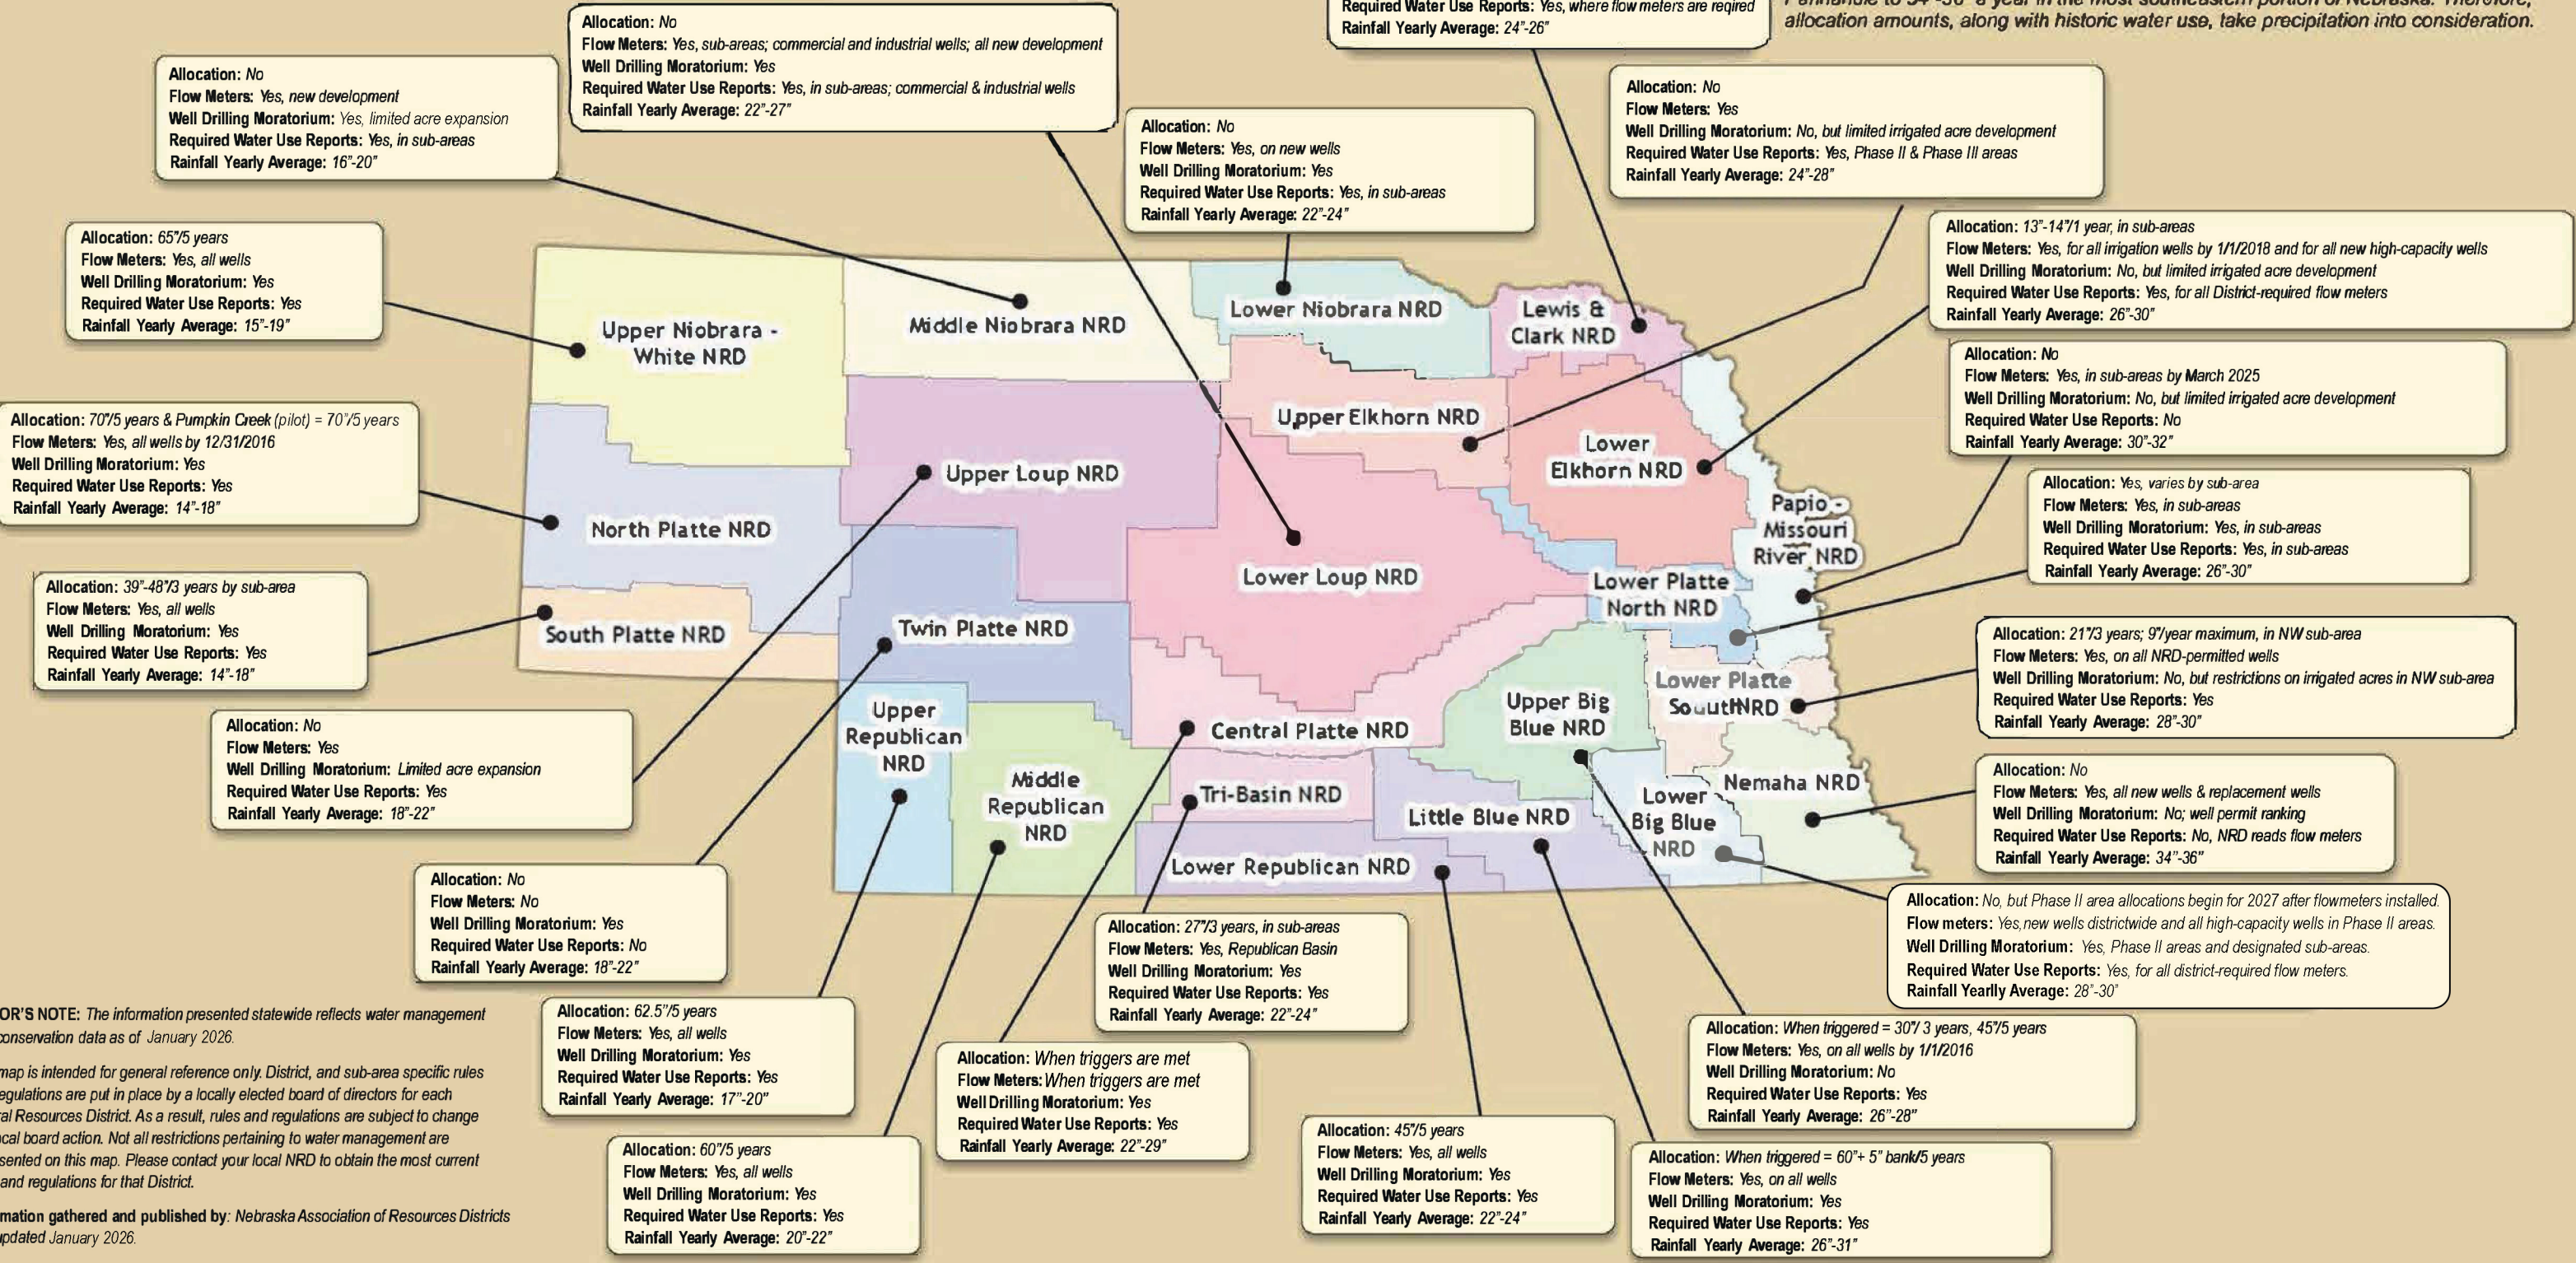 Required Water Use Reports: Yes, where flow meters are reqired
Rainfall Yearly Average: 24"-26"
allocation amounts, along with historic water use, take precipitation into consideration.
Allocation: No
Flow Meters: Yes, sub-areas; commercial and industrial wells; all new development
Well Drilling Moratorium: Yes
Required Water Use Reports: Yes, in sub-areas; commercial & industrial wells
Rainfall Yearly Average: 22"-27"
Allocation: No
Flow Meters: Yes, new development
Well Drilling Moratorium: Yes, limited acre expansion
Required Water Use Reports: Yes, in sub-areas
Rainfall Yearly Average: 16"-20"
Allocation: No
Flow Meters: Yes, on new wells
Well Drilling Moratorium: Yes
Required Water Use Reports: Yes, in sub-areas
Rainfall Yearly Average: 22"-24"
Allocation: No
Flow Meters: Yes
Well Drilling Moratorium: No, but limited irrigated acre development
Required Water Use Reports: Yes, Phase II & Phase III areas
Rainfall Yearly Average: 24"-28"
Allocation: 65"/5 years
Flow Meters: Yes, all wells
Well Drilling Moratorium: Yes
Required Water Use Reports: Yes
Rainfall Yearly Average: 15"-19"
Allocation: 13"-14"/1 year, in sub-areas
Flow Meters: Yes, for all irrigation wells by 1/1/2018 and for all new high-capacity wells
Well Drilling Moratorium: No, but limited irrigated acre development
Required Water Use Reports: Yes, for all District-required flow meters
Rainfall Yearly Average: 26"-30"
Allocation: No
Flow Meters: Yes, in sub-areas by March 2025
Well Drilling Moratorium: No, but limited irrigated acre development
Required Water Use Reports: No
Rainfall Yearly Average: 30"-32"
Allocation: 70"/5 years & Pumpkin Creek (pilot) = 70"/5 years
Flow Meters: Yes, all wells by 12/31/2016
Well Drilling Moratorium: Yes
Required Water Use Reports: Yes
Rainfall Yearly Average: 14"-18"
Allocation: Yes, varies by sub-area
Flow Meters: Yes, in sub-areas
Well Drilling Moratorium: Yes, in sub-areas
Required Water Use Reports: Yes, in sub-areas
Rainfall Yearly Average: 26"-30"
Allocation: 39"-48"/3 years by sub-area
Flow Meters: Yes, all wells
Well Drilling Moratorium: Yes
Required Water Use Reports: Yes
Rainfall Yearly Average: 14"-18"
Allocation: 21"/3 years; 9"/year maximum, in NW sub-area
Flow Meters: Yes, on all NRD-permitted wells
Well Drilling Moratorium: No, but restrictions on irrigated acres in NW sub-area
Required Water Use Reports: Yes
Rainfall Yearly Average: 28"-30"
Allocation: No
Flow Meters: Yes
Well Drilling Moratorium: Limited acre expansion
Required Water Use Reports: Yes
Rainfall Yearly Average: 18"-22"
Allocation: No
Flow Meters: Yes, all new wells & replacement wells
Well Drilling Moratorium: No; well permit ranking
Required Water Use Reports: No, NRD reads flow meters
Rainfall Yearly Average: 34"-36"
Upper Niobrara -
White NRD
Middle Niobrara NRD
Lower Niobrara NRD
Lewis &
Clark NRD
Upper Elkhorn NRD
Lower
Elkhorn NRD
Upper Loup NRD
North Platte NRD
Papio -
Missouri
River NRD
Lower Loup NRD
Lower Platte
North NRD
South Platte NRD
Twin Platte NRD
Lower Platte
South NRD
Upper
Republican
NRD
Upper Big
Blue NRD
Central Platte NRD
Middle
Republican
NRD
Tri-Basin NRD
Nemaha NRD
Little Blue NRD
Lower
Big Blue
NRD
Lower Republican NRD
Allocation: No
Flow Meters: No
Well Drilling Moratorium: Yes
Required Water Use Reports: No
Rainfall Yearly Average: 18"-22"
Allocation: No, but Phase II area allocations begin for 2027 after flowmeters installed.
Flow meters: Yes,new wells districtwide and all high-capacity wells in Phase II areas.
Well Drilling Moratorium: Yes, Phase II areas and designated sub-areas.
Required Water Use Reports: Yes, for all district-required flow meters.
Rainfall Yearlly Average: 28"-30"
Allocation: 27"/3 years, in sub-areas
Flow Meters: Yes, Republican Basin
Well Drilling Moratorium: Yes
Required Water Use Reports: Yes
Rainfall Yearly Average: 22"-24"
Allocation: 62.5"/5 years
Flow Meters: Yes, all wells
Well Drilling Moratorium: Yes
Required Water Use Reports: Yes
Rainfall Yearly Average: 17"-20"
Allocation: When triggers are met
Flow Meters: When triggers are met
Well Drilling Moratorium: Yes
Required Water Use Reports: Yes
Rainfall Yearly Average: 22"-29"
Allocation: When triggered = 30"/ 3 years, 45"/5 years
Flow Meters: Yes, on all wells by 1/1/2016
Well Drilling Moratorium: No
Required Water Use Reports: Yes
Rainfall Yearly Average: 26"-28"
Allocation: 60"/5 years
Flow Meters: Yes, all wells
Well Drilling Moratorium: Yes
Required Water Use Reports: Yes
Rainfall Yearly Average: 20"-22"
Allocation: 45"/5 years
Flow Meters: Yes, all wells
Well Drilling Moratorium: Yes
Required Water Use Reports: Yes
Rainfall Yearly Average: 22"-24"
Allocation: When triggered = 60"+ 5" bank/5 years
Flow Meters: Yes, on all wells
Well Drilling Moratorium: Yes
Required Water Use Reports: Yes
Rainfall Yearly Average: 26"-31"
OR'S NOTE: The information presented statewide reflects water management
conservation data as of January 2026.
map is intended for general reference only. District, and sub-area specific rules
egulations are put in place by a locally elected board of directors for each
al Resources District. As a result, rules and regulations are subject to change
cal board action. Not all restrictions pertaining to water management are
sented on this map. Please contact your local NRD to obtain the most current
and regulations for that District.
mation gathered and published by: Nebraska Association of Resources Districts
updated January 2026.